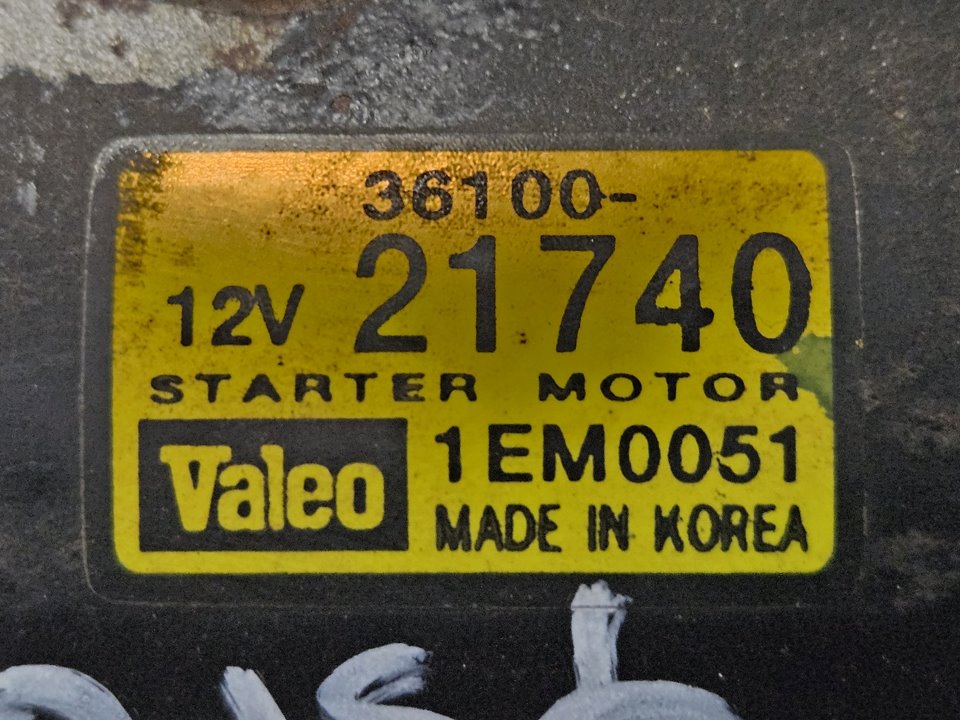 36100-
12V 21740
STARTER MOTOR
Valeo 1EM0051
MADE IN KOREA